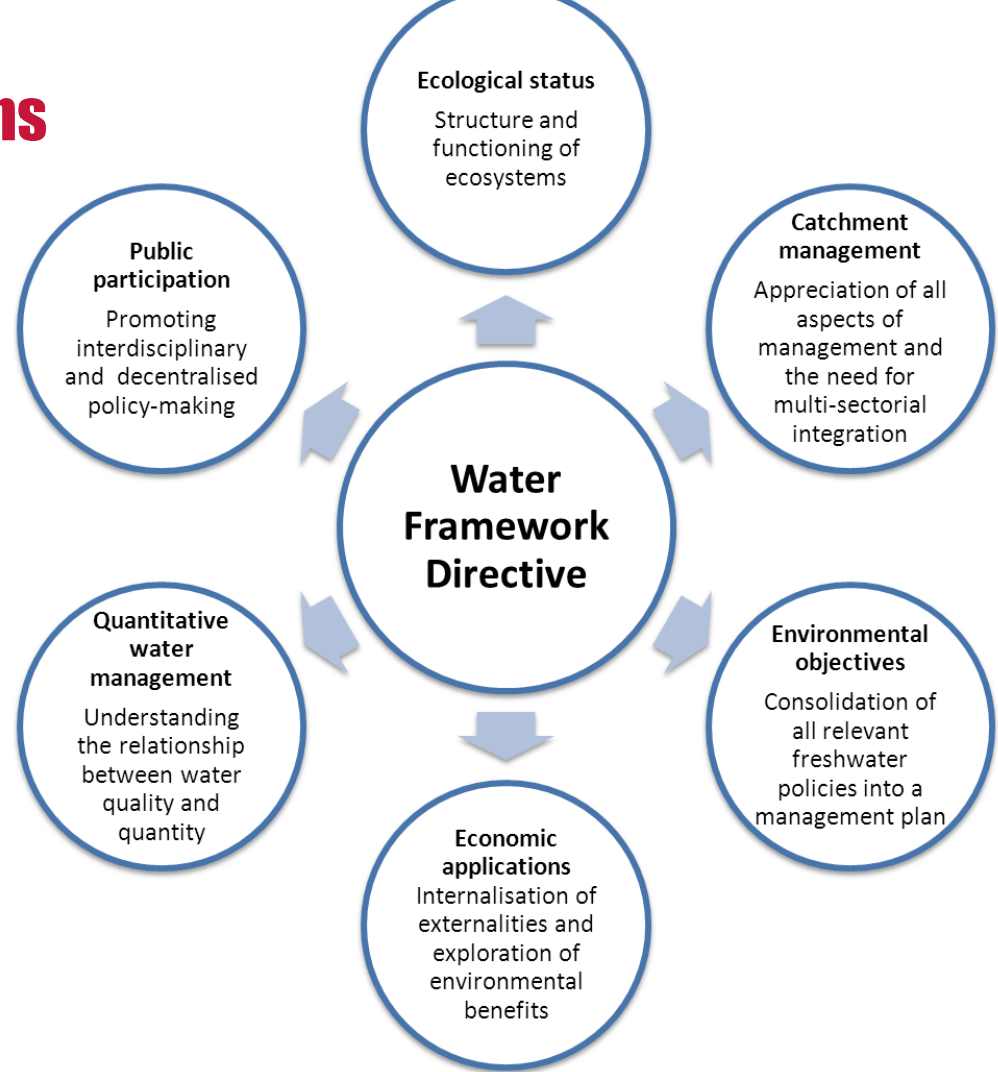 ns
Ecological status
Structure and
functioning of
ecosystems
Catchment
management
Appreciation of all
aspects of
management and
the need for
multi-sectorial
integration
Public
participation
Promoting
interdisciplinary
and decentralised
policy-making
Water
Framework
Directive
Quantitative
water
management
Understanding
the relationship
between water
quality and
quantity
Environmental
objectives
Consolidation of
all relevant
freshwater
policies into a
management plan
Economic
applications
Internalisation of
externalities and
exploration of
environmental
benefits